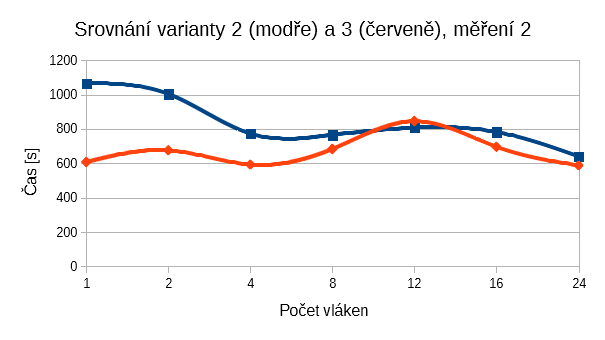 Srovnání varianty 2 (modře) a 3 (červeně), měření 2
1200
1000
800
600
400
200
0
Čas [s]
1 2 4 8 12 16 24
Počet vláken